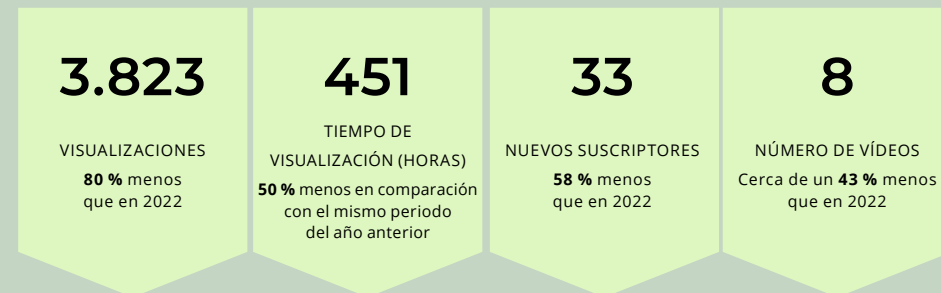 3.823
VISUALIZACIONES
80 % menos
que en 2022
451
TIEMPO DE
VISUALIZACIÓN (HORAS)
50 % menos en comparación
con el mismo periodo
del año anterior
33
NUEVOS SUSCRIPTORES
58 % menos
que en 2022
8
NÚMERO DE VÍDEOS
Cerca de un 43 % menos
que en 2022